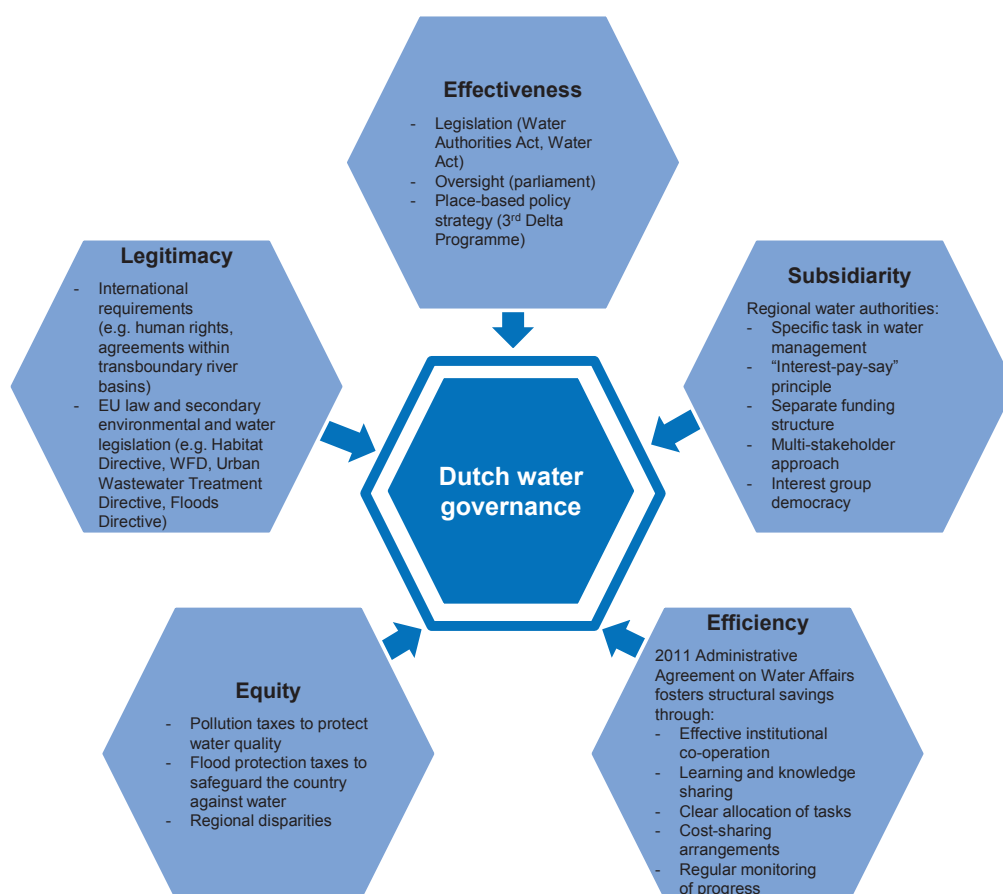 Effectiveness
- Legislation (Water
Authorities Act, Water
Act)
- Oversight (parliament)
- Place-based policy
strategy (3rd Delta
Programme)
Legitimacy
- International
requirements
(e.g. human rights,
agreements within
transboundary river
basins)
- EU law and secondary
environmental and water
legislation (e.g. Habitat
Directive, WFD, Urban
Wastewater Treatment
Directive, Floods
Directive)
Subsidiarity
Regional water authorities:
- Specific task in water
management
- “Interest-pay-say”
principle
- Separate funding
structure
- Multi-stakeholder
approach
- Interest group
democracy
Dutch water
governance
Equity
- Pollution taxes to protect
water quality
- Flood protection taxes to
safeguard the country
against water
- Regional disparities
Efficiency
2011 Administrative
Agreement on Water Affairs
fosters structural savings
through:
- Effective institutional
co-operation
- Learning and knowledge
sharing
- Clear allocation of tasks
- Cost-sharing
arrangements
- Regular monitoring
of progress